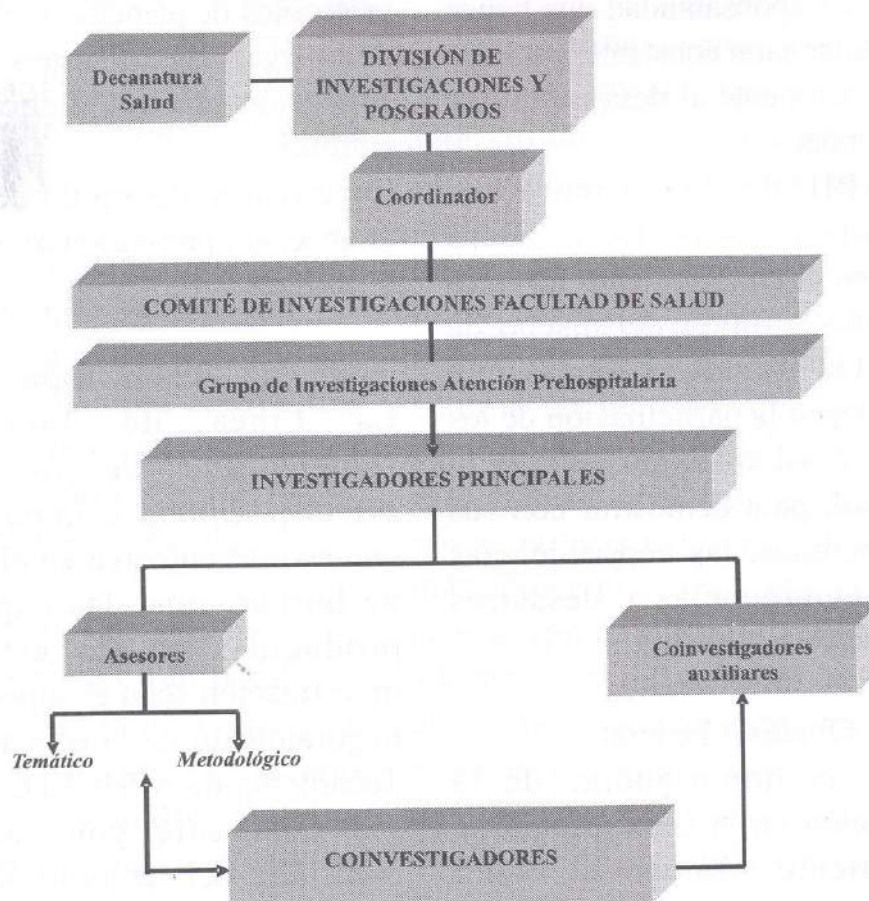 Decanatura
Salud
DIVISIÓN DE
INVESTIGACIONES Y
POSGRADOS
Coordinador
COMITÉ DE INVESTIGACIONES FACULTAD DE SALUD
Grupo de Investigaciones Atención Prehospitalaria
INVESTIGADORES PRINCIPALES
Asesores
Coinvestigadores
auxiliares
Temático
Metodológico
COINVESTIGADORES